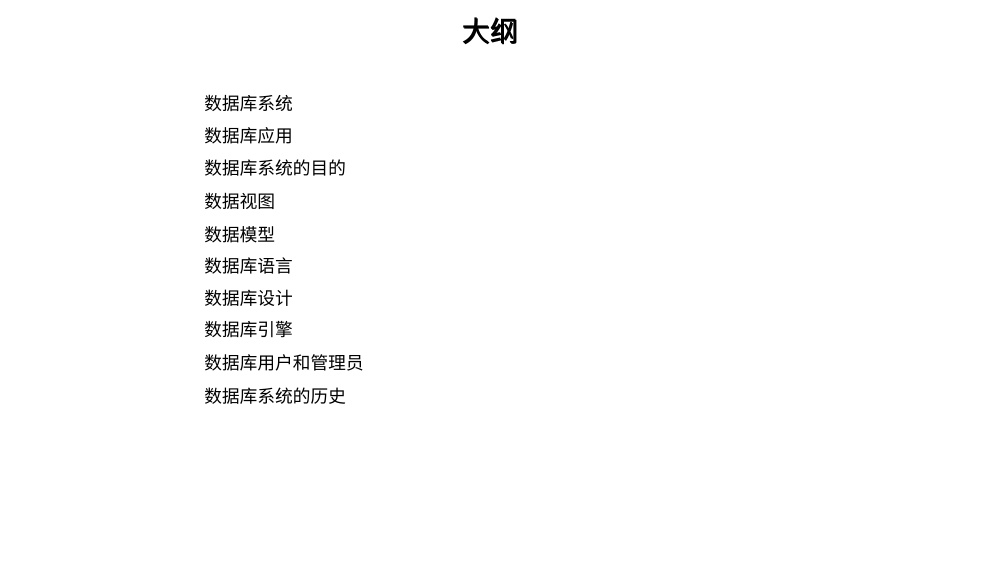 大纲
数据库系统
数据库应用
数据库系统的目的
数据视图
数据模型
数据库语言
数据库设计
数据库引擎
数据库用户和管理员
数据库系统的历史